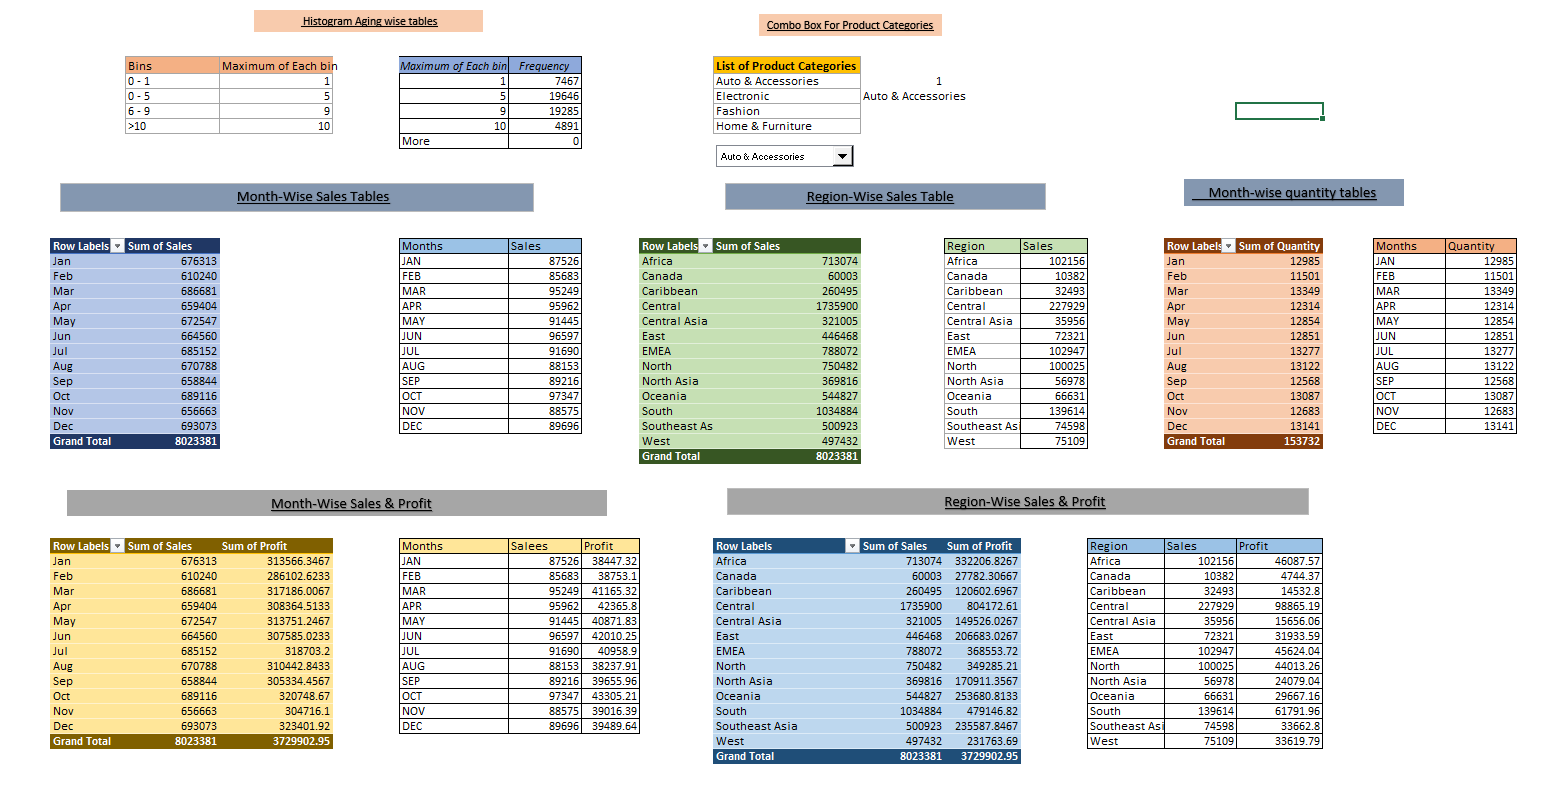 Histogram Aging wise tables
Combo Box For Product Categories
Bins Maximum of Each bin
0 - 1 1
0 - 5 5
6 - 9 9
>10 10
Maximum of Each bin Frequency
1 7467
5 19646
9 19285
10 4891
More 0
List of Product Categories
Auto & Accessories 1
Electronic Auto & Accessories
Fashion
Home & Furniture
Auto & Accessories
Month-Wise Sales Tables
Region-Wise Sales Table
Month-wise quantity tables
Row Labels Sum of Sales
Jan 676313
Feb 610240
Mar 686681
Apr 659404
May 672547
Jun 664560
Jul 685152
Aug 670788
Sep 658844
Oct 689116
Nov 656663
Dec 693073
Grand Total 8023381
Months Sales
JAN 87526
FEB 85683
MAR 95249
APR 95962
MAY 91445
JUN 96597
JUL 91690
AUG 88153
SEP 89216
OCT 97347
NOV 88575
DEC 89696
Row Labels Sum of Sales
Africa 713074
Canada 60003
Caribbean 260495
Central 1735900
Central Asia 321005
East 446468
EMEA 788072
North 750482
North Asia 369816
Oceania 544827
South 1034884
Southeast As 500923
West 497432
Grand Total 8023381
Region Sales
Africa 102156
Canada 10382
Caribbean 32493
Central 227929
Central Asia 35956
East 72321
EMEA 102947
North 100025
North Asia 56978
Oceania 66631
South 139614
Southeast Asi 74598
West 75109
Row Labels Sum of Quantity
Jan 12985
Feb 11501
Mar 13349
Apr 12314
May 12854
Jun 12851
Jul 13277
Aug 13122
Sep 12568
Oct 13087
Nov 12683
Dec 13141
Grand Total 153732
Months Quantity
JAN 12985
FEB 11501
MAR 13349
APR 12314
MAY 12854
JUN 12851
JUL 13277
AUG 13122
SEP 12568
OCT 13087
NOV 12683
DEC 13141
Month-Wise Sales & Profit
Region-Wise Sales & Profit
Row Labels Sum of Sales Sum of Profit
Jan 676313 313566.3467
Feb 610240 286102.6233
Mar 686681 317186.0067
Apr 659404 308364.5133
May 672547 313751.2467
Jun 664560 307585.0233
Jul 685152 318703.2
Aug 670788 310442.8433
Sep 658844 305334.4567
Oct 689116 320748.67
Nov 656663 304716.1
Dec 693073 323401.92
Grand Total 8023381 3729902.95
Months Salees Profit
JAN 87526 38447.32
FEB 85683 38753.1
MAR 95249 41165.32
APR 95962 42365.8
MAY 91445 40871.83
JUN 96597 42010.25
JUL 91690 40958.9
AUG 88153 38237.91
SEP 89216 39655.96
OCT 97347 43305.21
NOV 88575 39016.39
DEC 89696 39489.64
Row Labels Sum of Sales Sum of Profit
Africa 713074 332206.8267
Canada 60003 27782.30667
Caribbean 260495 120602.6967
Central 1735900 804172.61
Central Asia 321005 149526.0267
East 446468 206683.0267
EMEA 788072 368553.72
North 750482 349285.21
North Asia 369816 170911.3567
Oceania 544827 253680.8133
South 1034884 479146.82
Southeast Asia 500923 235587.8467
West 497432 231763.69
Grand Total 8023381 3729902.95
Region Sales Profit
Africa 102156 46087.57
Canada 10382 4744.37
Caribbean 32493 14532.8
Central 227929 98865.19
Central Asia 35956 15656.06
East 72321 31933.59
EMEA 102947 45624.04
North 100025 44013.26
North Asia 56978 24079.04
Oceania 66631 29667.16
South 139614 61791.96
Southeast Asi 74598 33662.8
West 75109 33619.79